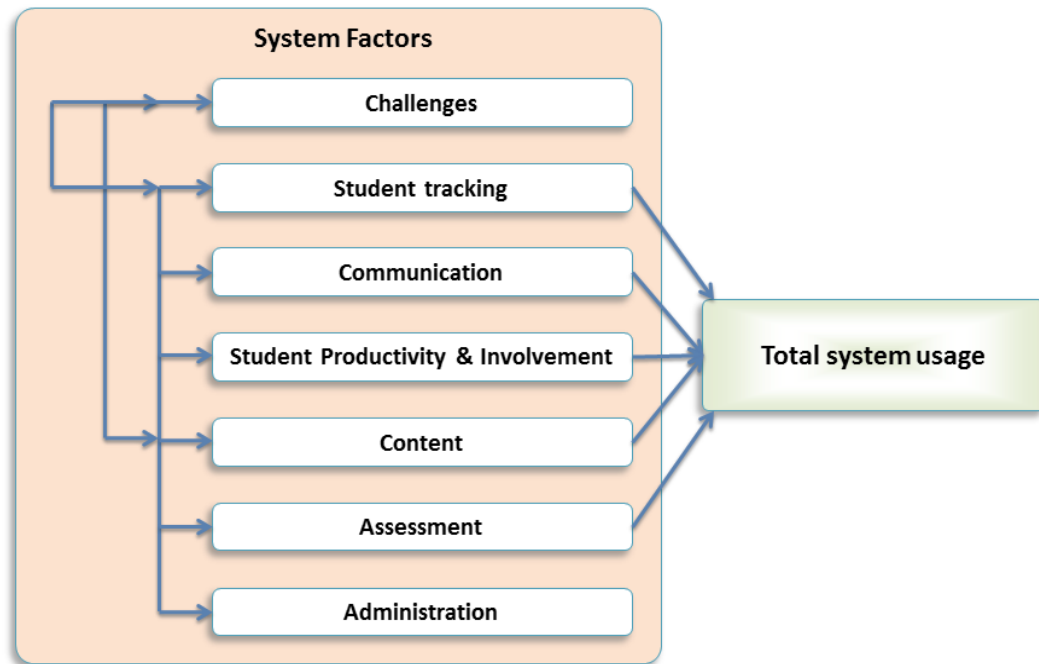 System Factors
Challenges
Student tracking
Communication
Student Productivity & Involvement
Content
Assessment
Administration
Total system usage